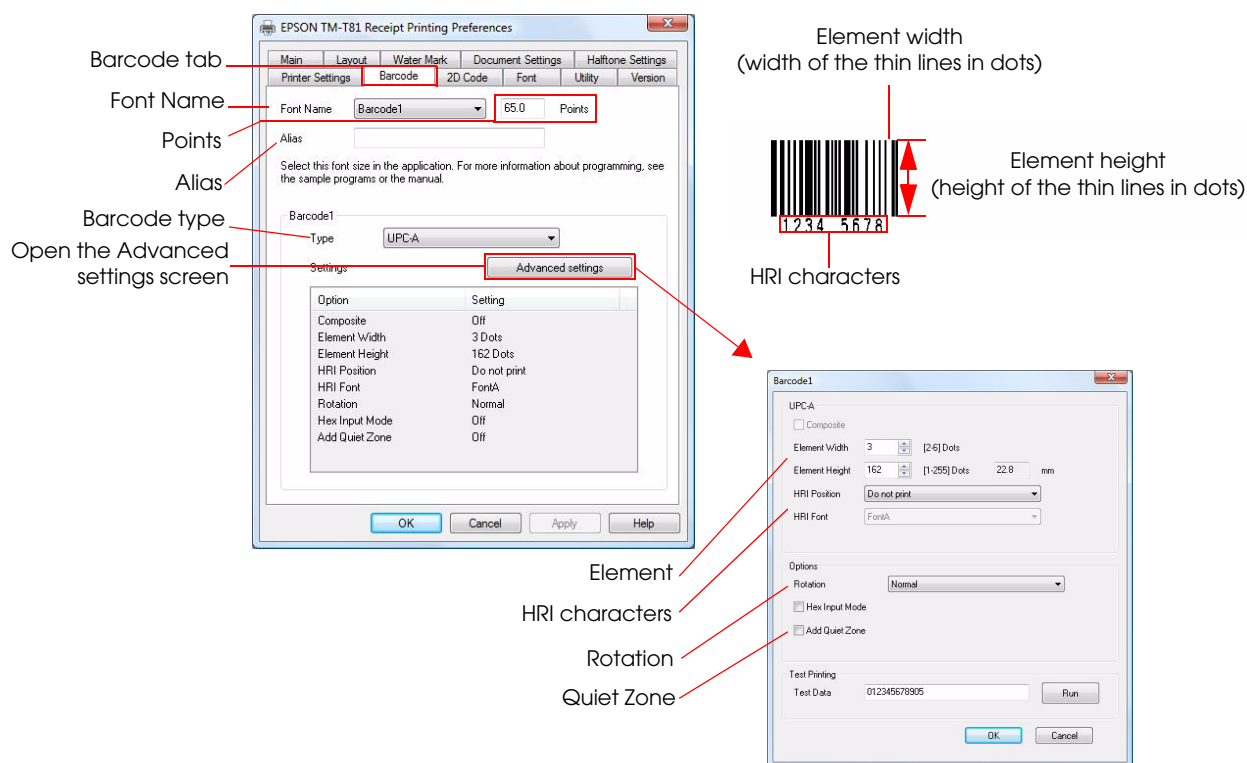 EPSON TM-T81 Receipt Printing Preferences
Main Layout Water Mark Document Settings Halftone Settings
Printer Settings Barcode 2D Code Font Utility Version
Font Name Barcode1 65.0 Points
Alias
Select this font size in the application. For more information about programming, see
the sample programs or the manual.
Barcode1
Type UPC-A
Settings Advanced settings
Option Setting
Composite Off
Element Width 3 Dots
Element Height 162 Dots
HRI Position Do not print
HRI Font FontA
Rotation Normal
Hex Input Mode Off
Add Quiet Zone Off
OK Cancel Apply Help
Barcode tab
Font Name
Points
Alias
Barcode type
Open the Advanced
settings screen
Element width
(width of the thin lines in dots)
Element height
(height of the thin lines in dots)
1234 5678
HRI characters
Barcode1
UPC-A
Composite
Element Width 3 [2-6] Dots
Element Height 162 [1-255] Dots 22.8 mm
HRI Position Do not print
HRI Font FontA
Options
Rotation Normal
Hex Input Mode
Add Quiet Zone
Test Printing
Test Data 012345678905 Run
OK Cancel
Element
HRI characters
Rotation
Quiet Zone